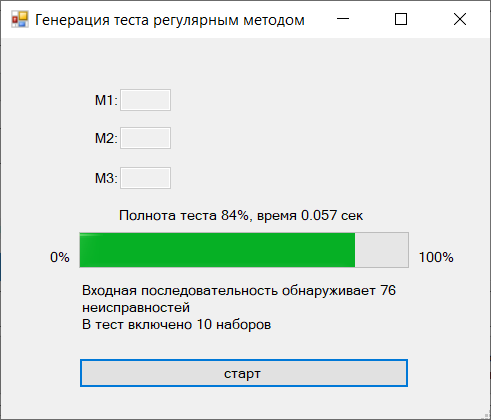 Генерация теста регулярным методом
M1:
M2:
M3:
Полнота теста 84%, время 0.057 сек
0%
100%
Входная последовательность обнаруживает 76
неисправностей
В тест включено 10 наборов
старт